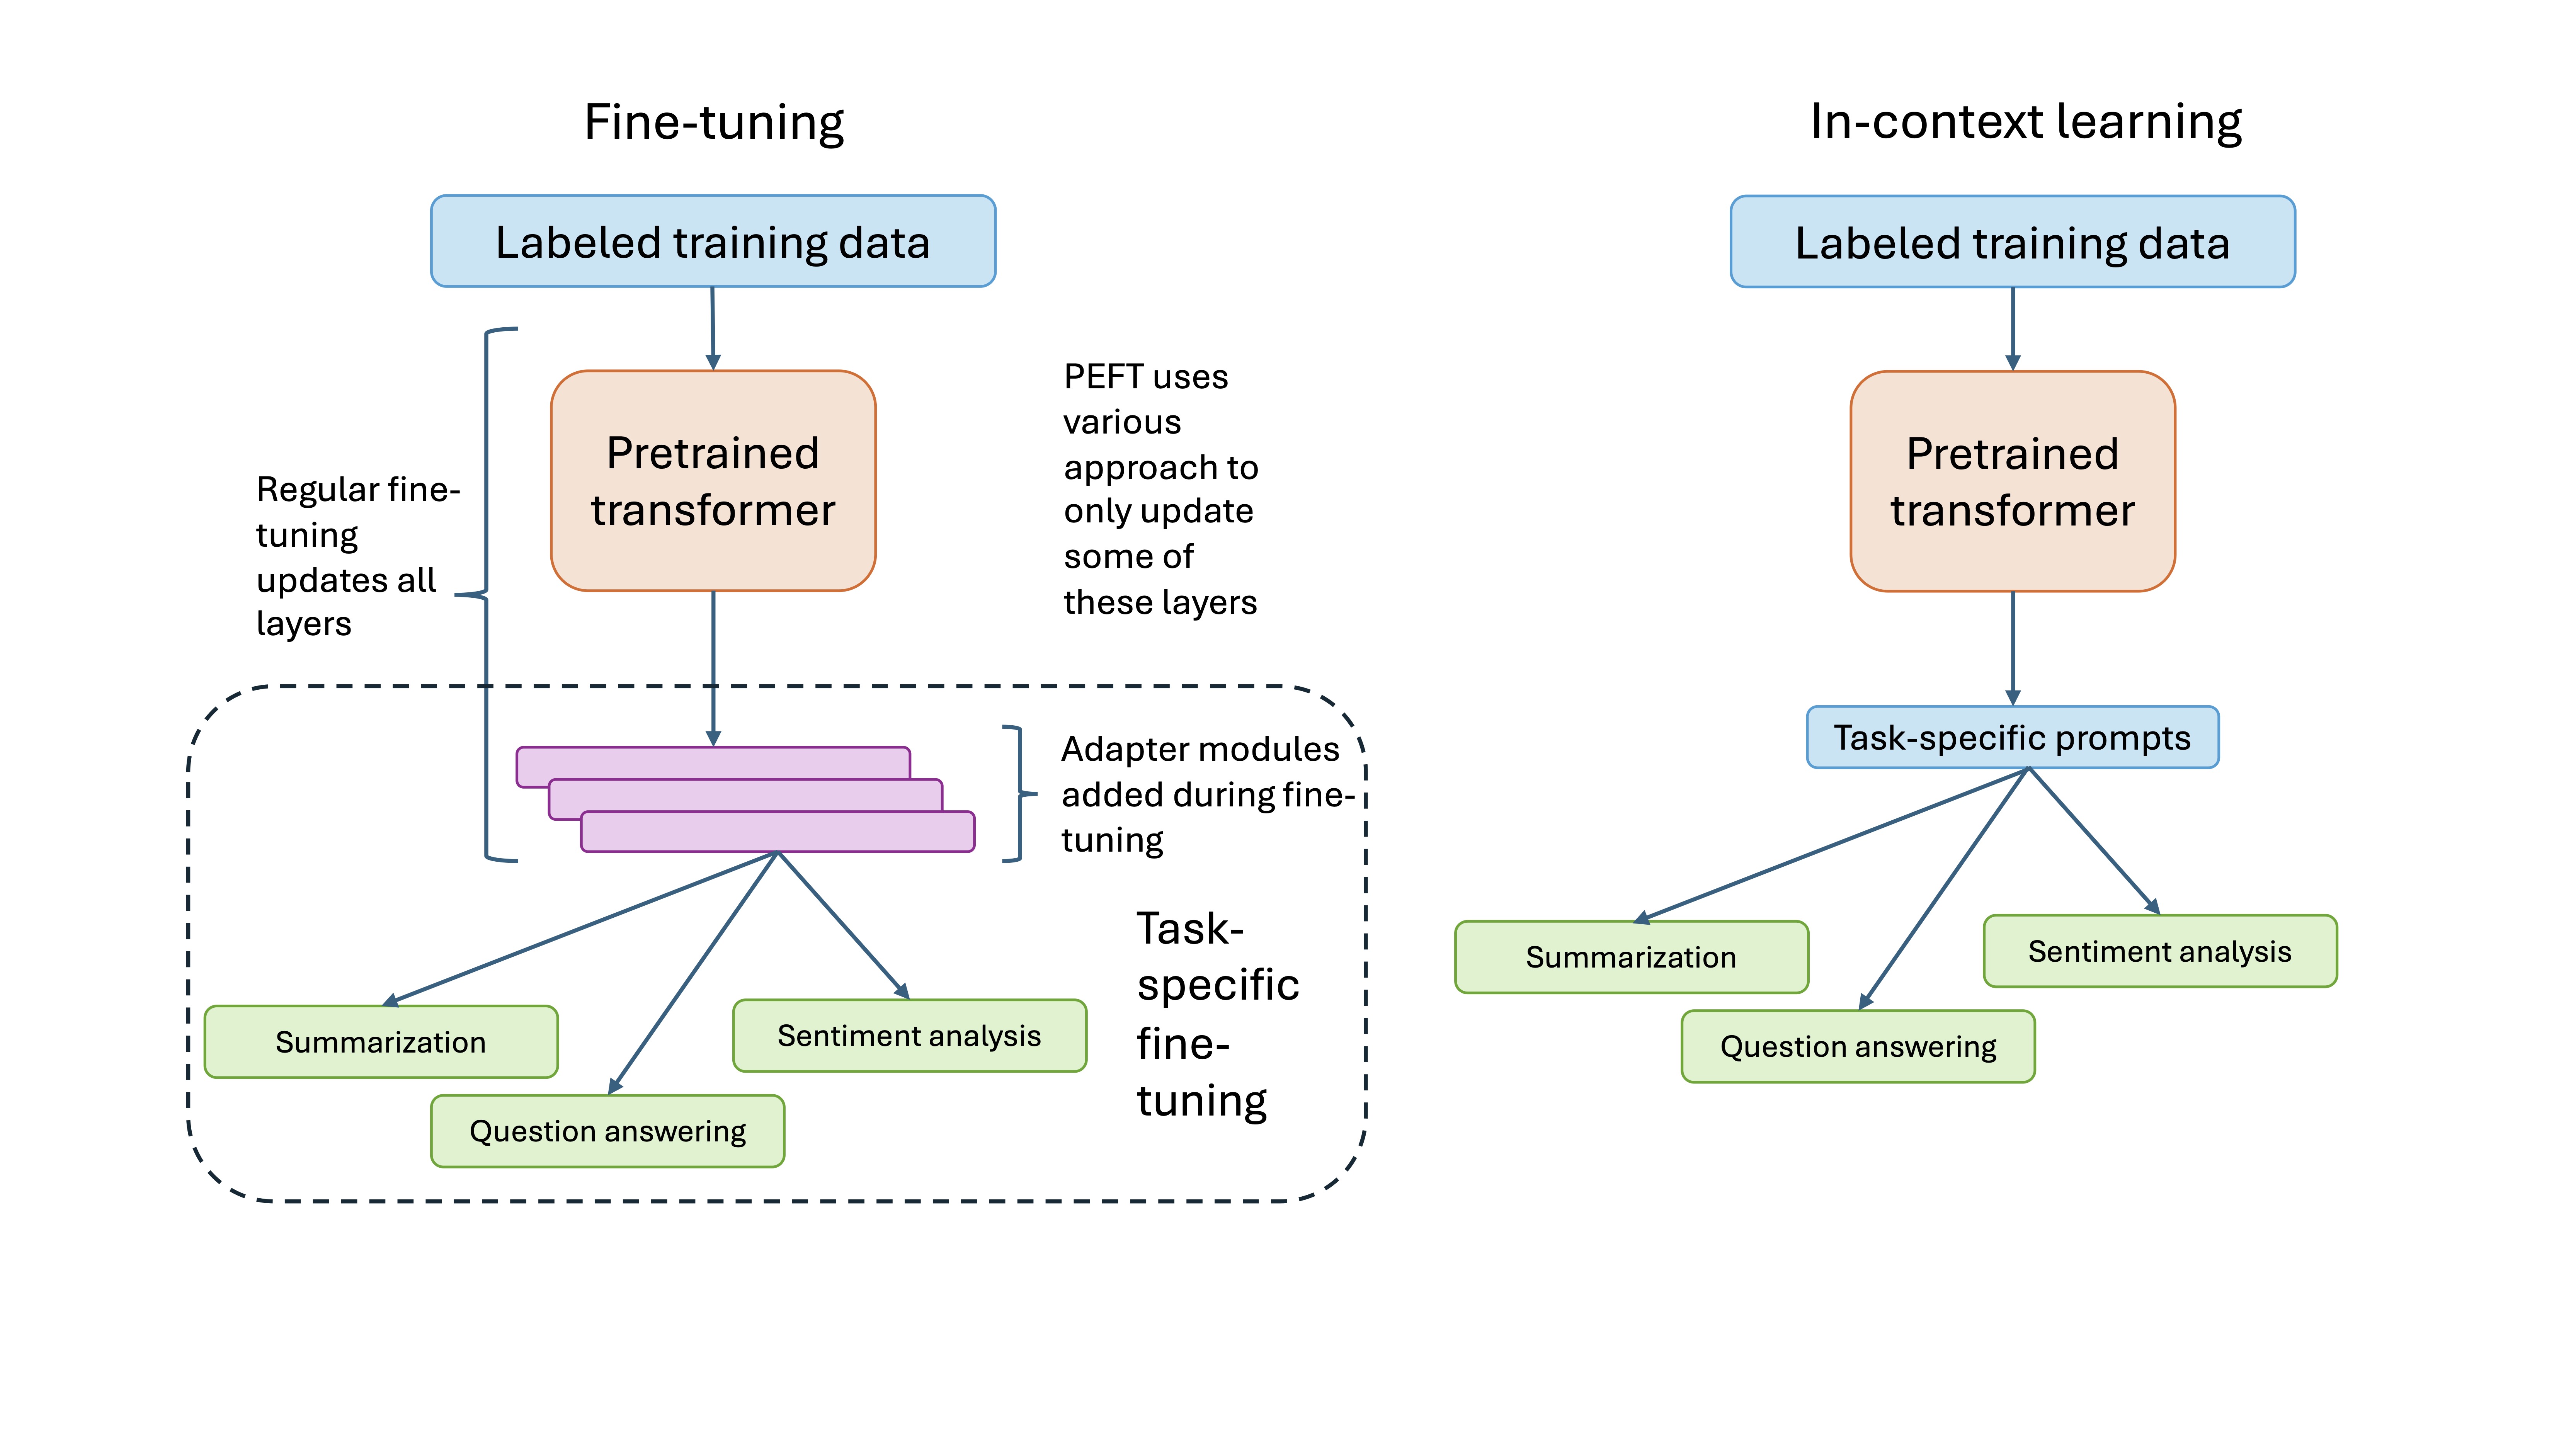 Fine-tuning
Labeled training data
Pretrained
transformer
Regular fine-
tuning
updates all
layers
PEFT uses
various
approach to
only update
some of
these layers
Adapter modules
added during fine-
tuning
Task-
specific
fine-
tuning
Summarization
Sentiment analysis
Question answering
In-context learning
Labeled training data
Pretrained
transformer
Task-specific prompts
Summarization
Sentiment analysis
Question answering